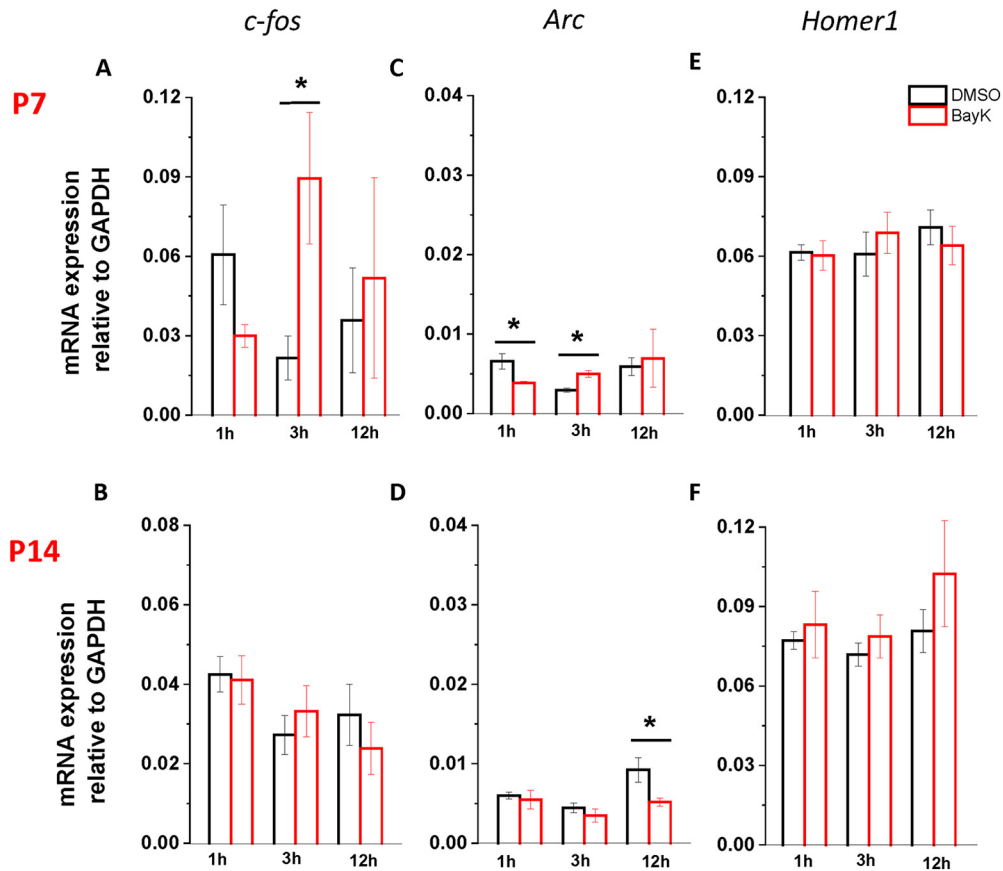 c-fos Arc Homer1
A C E
P7
DMSO
BayK
mRNA expression
relative to GAPDH
0.12
0.09
0.06
0.03
0.00
*
1h 3h 12h
0.04
0.03
0.02
0.01
0.00
* *
1h 3h 12h
0.12
0.09
0.06
0.03
0.00
1h 3h 12h
B D F
P14
mRNA expression
relative to GAPDH
0.08
0.06
0.04
0.02
0.00
1h 3h 12h
0.04
0.03
0.02
0.01
0.00
*
1h 3h 12h
0.12
0.09
0.06
0.03
0.00
1h 3h 12h